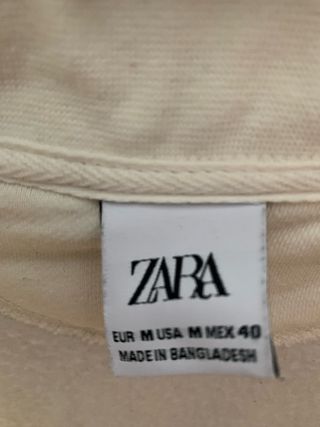 ZARA
EUR M USA M MEX 40
MADE IN BANGLADESH